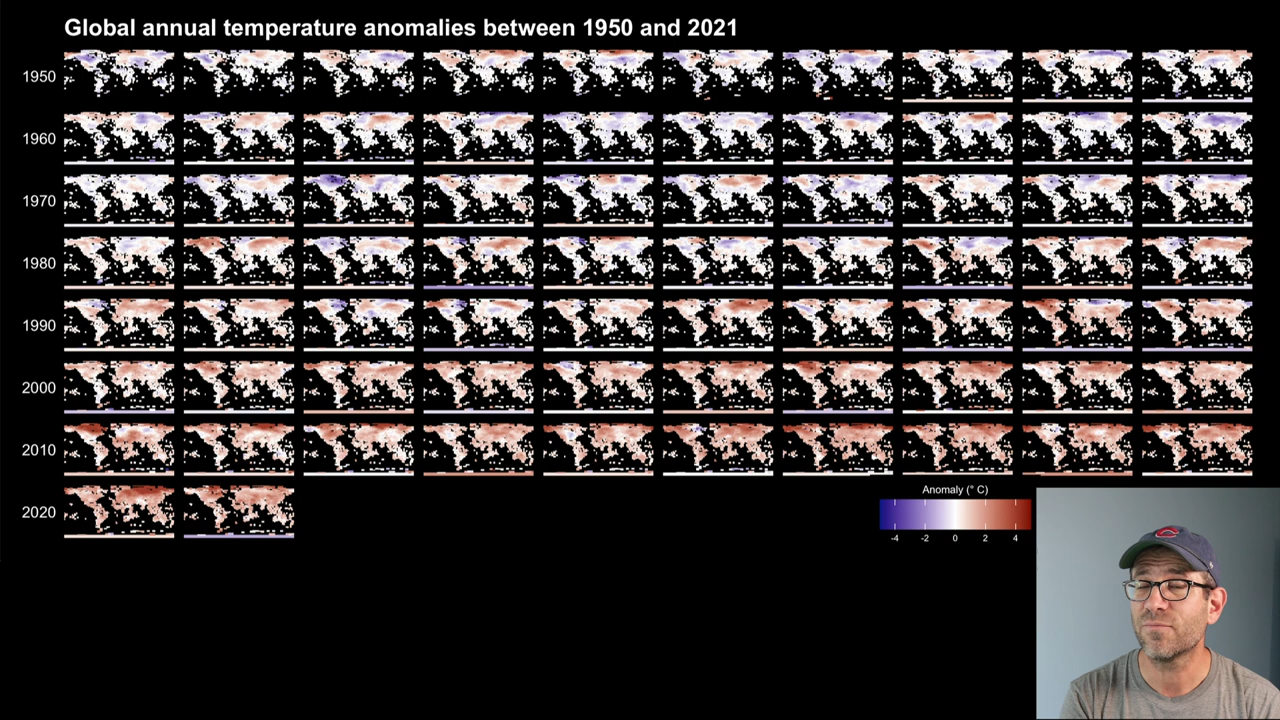 Global annual temperature anomalies between 1950 and 2021
1950
1960
1970
1980
1990
2000
2010
2020
Anomaly (° C)
-4 -2 0 2 4